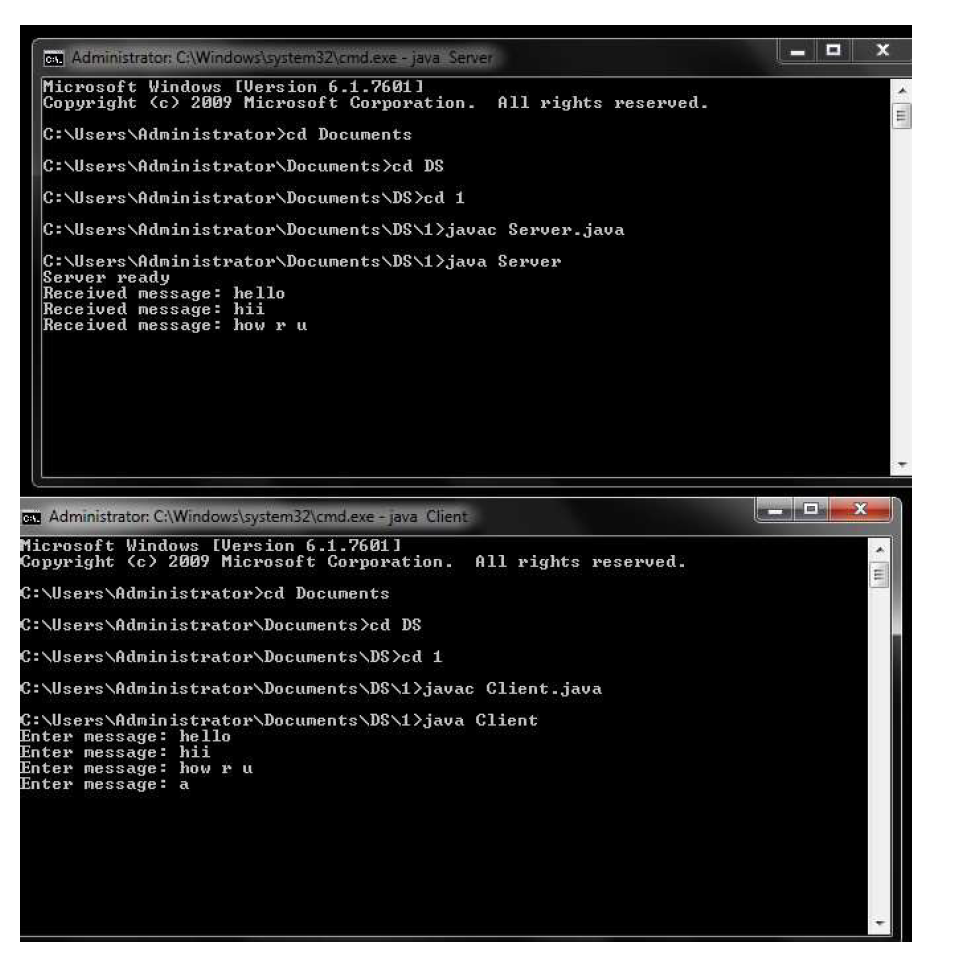 Administrator: C:\Windows\system32\cmd.exe - java Server
Microsoft Windows [Version 6.1.7601]
Copyright (c) 2009 Microsoft Corporation. All rights reserved.
C:\Users\Administrator>cd Documents
C:\Users\Administrator\Documents>cd DS
C:\Users\Administrator\Documents\DS>cd 1
C:\Users\Administrator\Documents\DS\1>javac Server.java
C:\Users\Administrator\Documents\DS\1>java Server
Server ready
Received message: hello
Received message: hii
Received message: how r u
Administrator: C:\Windows\system32\cmd.exe - java Client
Microsoft Windows [Version 6.1.7601]
Copyright (c) 2009 Microsoft Corporation. All rights reserved.
C:\Users\Administrator>cd Documents
C:\Users\Administrator\Documents>cd DS
C:\Users\Administrator\Documents\DS>cd 1
C:\Users\Administrator\Documents\DS\1>javac Client.java
C:\Users\Administrator\Documents\DS\1>java Client
Enter message: hello
Enter message: hii
Enter message: how r u
Enter message: a